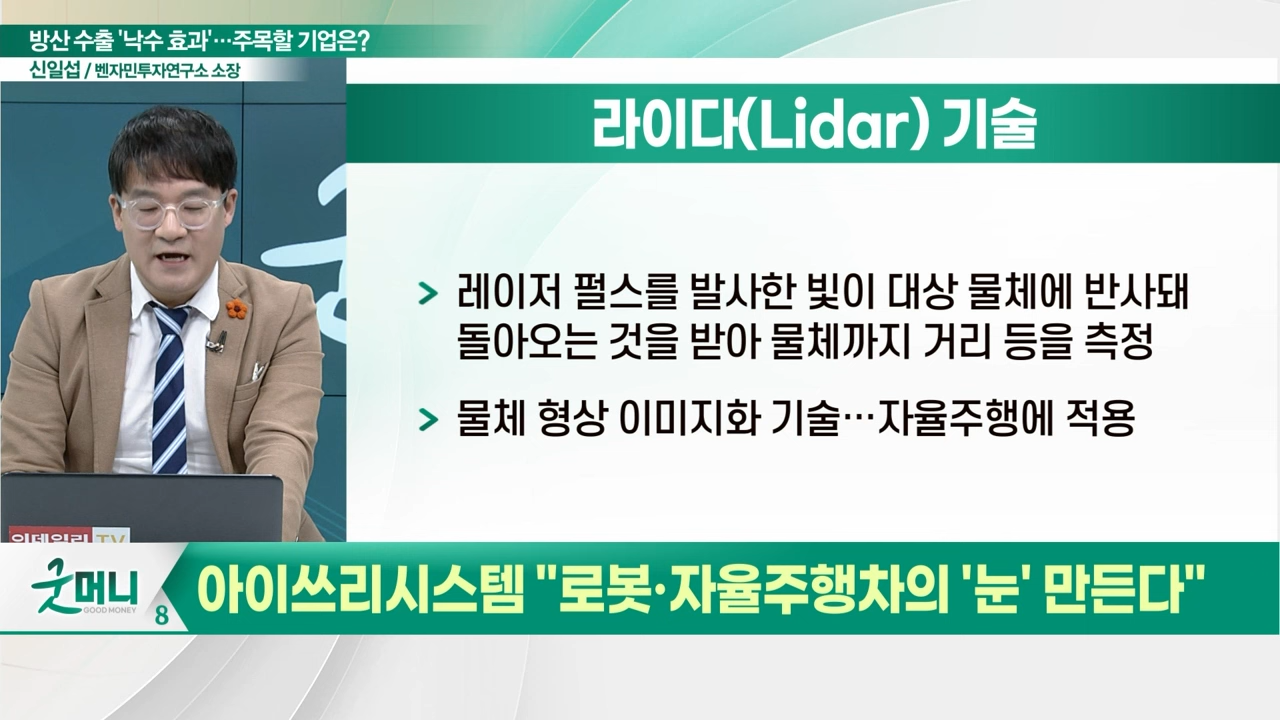 방산 수출 '낙수 효과'…주목할 기업은?
신일섭 / 벤자민투자연구소 소장
라이다(Lidar) 기술
> 레이저 펄스를 발사한 빛이 대상 물체에 반사돼
돌아오는 것을 받아 물체까지 거리 등을 측정
> 물체 형상 이미지화 기술…자율주행에 적용
이데일리 TV
굿머니
GOOD MONEY
8
아이쓰리시스템 "로봇·자율주행차의 '눈' 만든다"